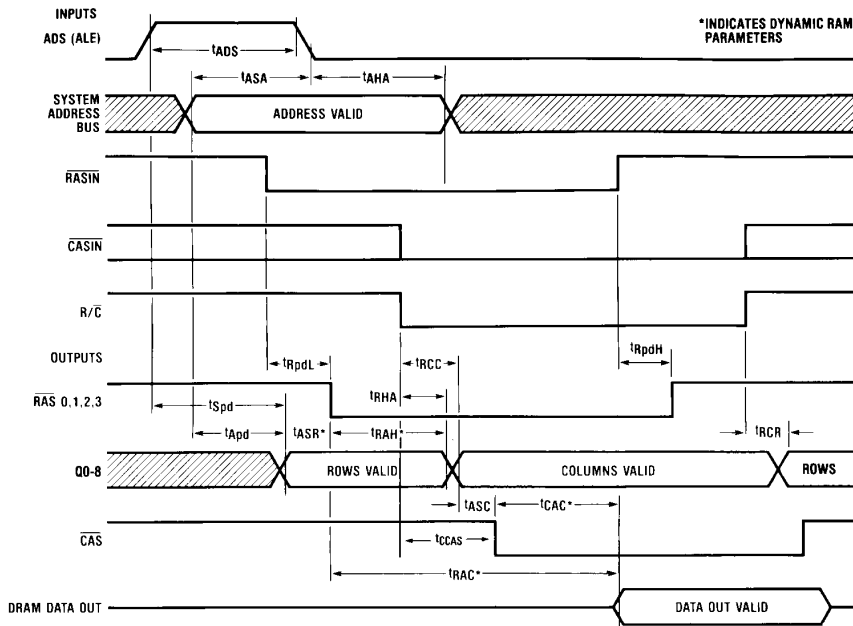 INPUTS
ADS (ALE)
*INDICATES DYNAMIC RAM
PARAMETERS
tADS
tASA
tAHA
SYSTEM
ADDRESS
BUS
ADDRESS VALID
RASIN
CASIN
R/C
OUTPUTS
tRpdL
tRCC
tRpdH
RAS 0,1,2,3
tSpd
tRHA
tApd
tASR*
tRAH*
tRCR
Q0-8
ROWS VALID
COLUMNS VALID
ROWS
tASC
tCAC*
CAS
tCCAS
tRAC*
DRAM DATA OUT
DATA OUT VALID